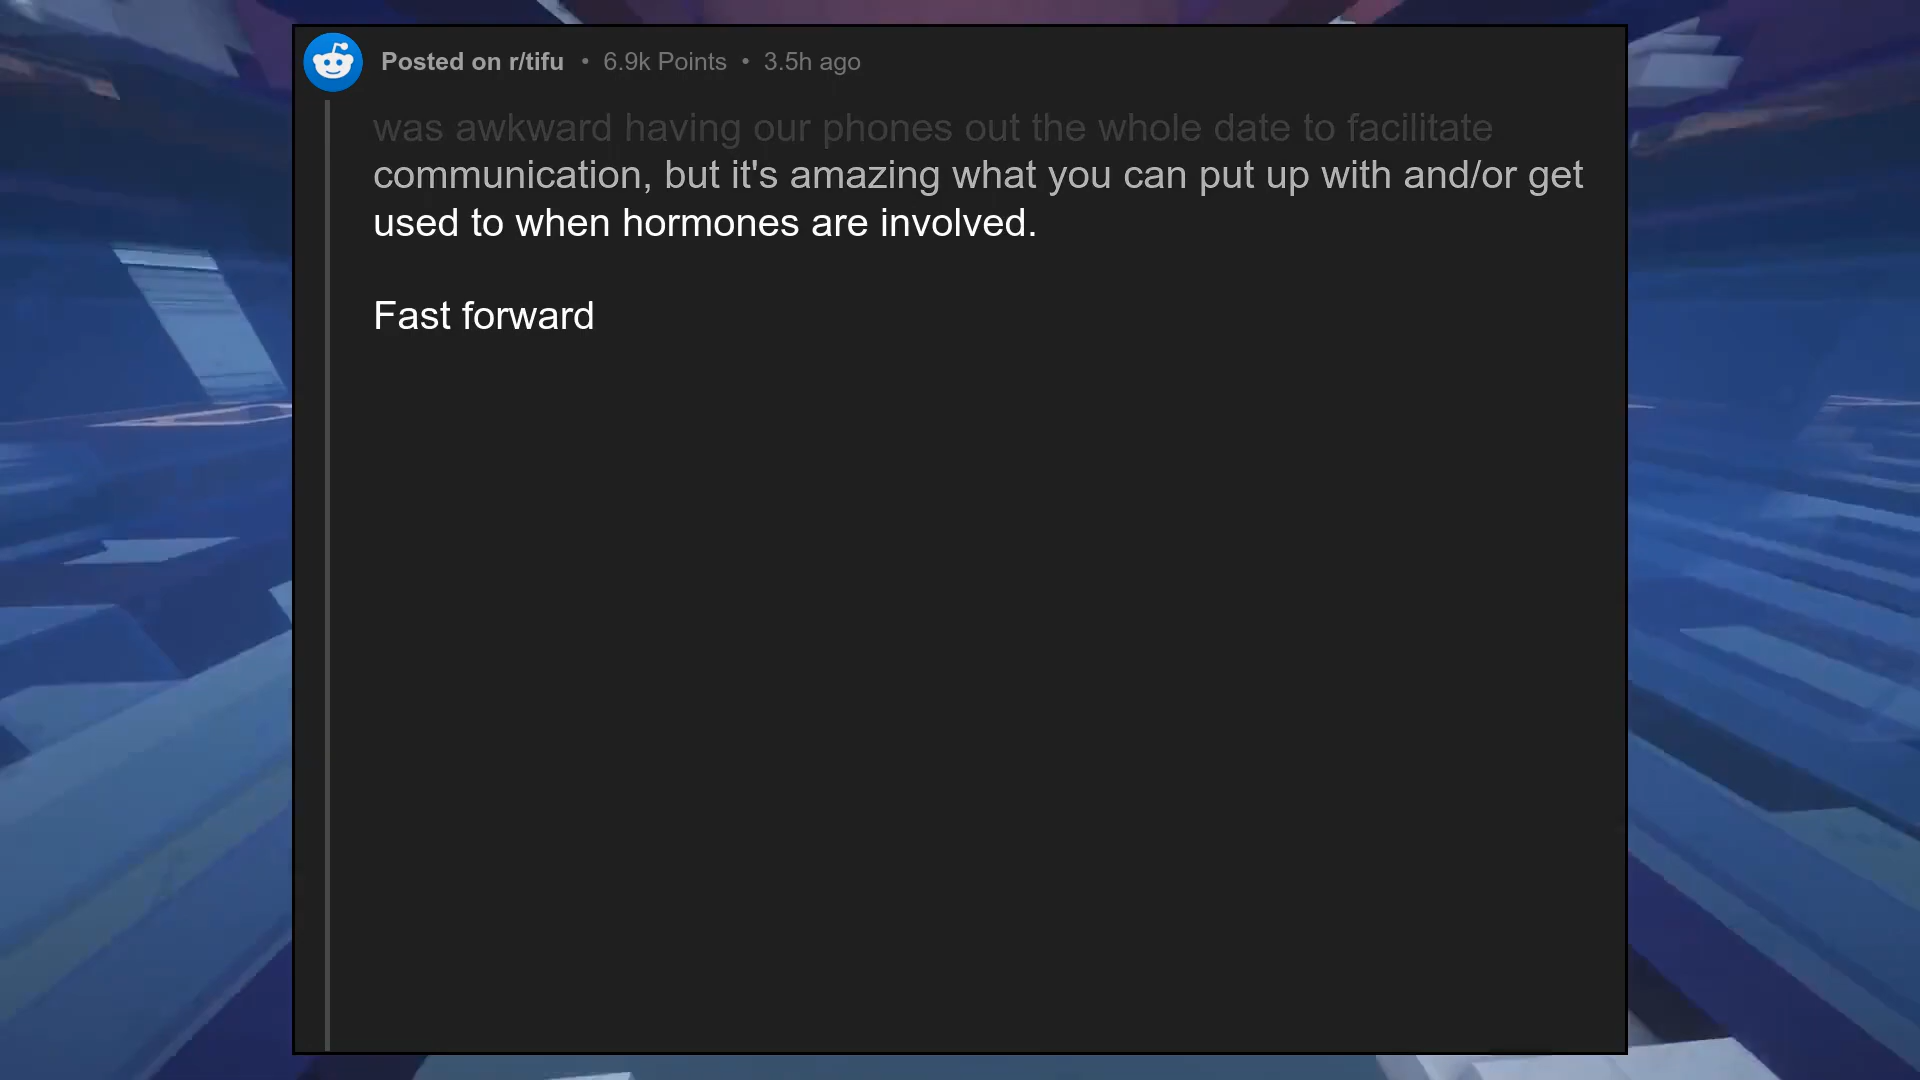 Posted on r/tifu • 6.9k Points • 3.5h ago
was awkward having our phones out the whole date to facilitate
communication, but it's amazing what you can put up with and/or get
used to when hormones are involved.
Fast forward